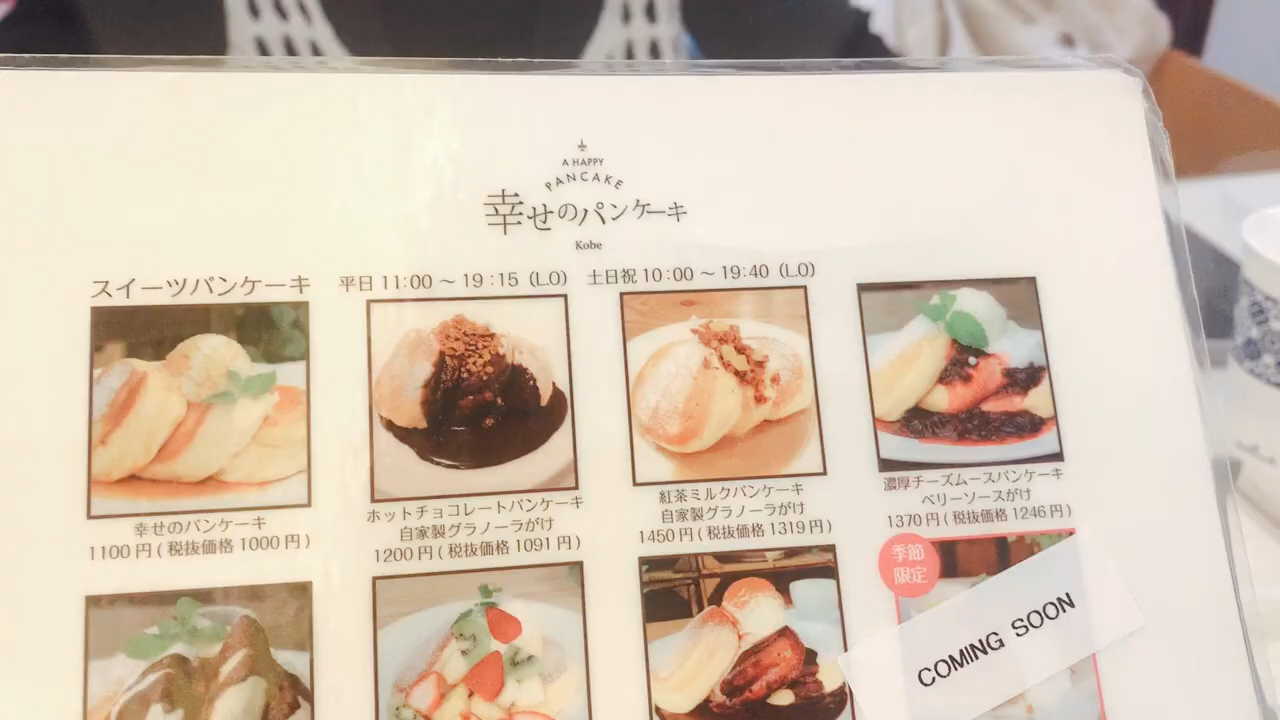 A HAPPY
PANCAKE
幸せのパンケーキ
Kobe
スイーツパンケーキ 平日 11:00 ～ 19:15 (L.O) 土日祝 10:00 ～ 19:40 (L.O)
幸せのパンケーキ
1100 円 ( 税抜価格 1000 円 )
ホットチョコレートパンケーキ
自家製グラノーラがけ
1200 円 ( 税抜価格 1091 円 )
紅茶ミルクパンケーキ
自家製グラノーラがけ
1450 円 ( 税抜価格 1319 円 )
濃厚チーズムースパンケーキ
ベリーソースがけ
1370 円 ( 税抜価格 1246 円 )
季節
限定
COMING SOON